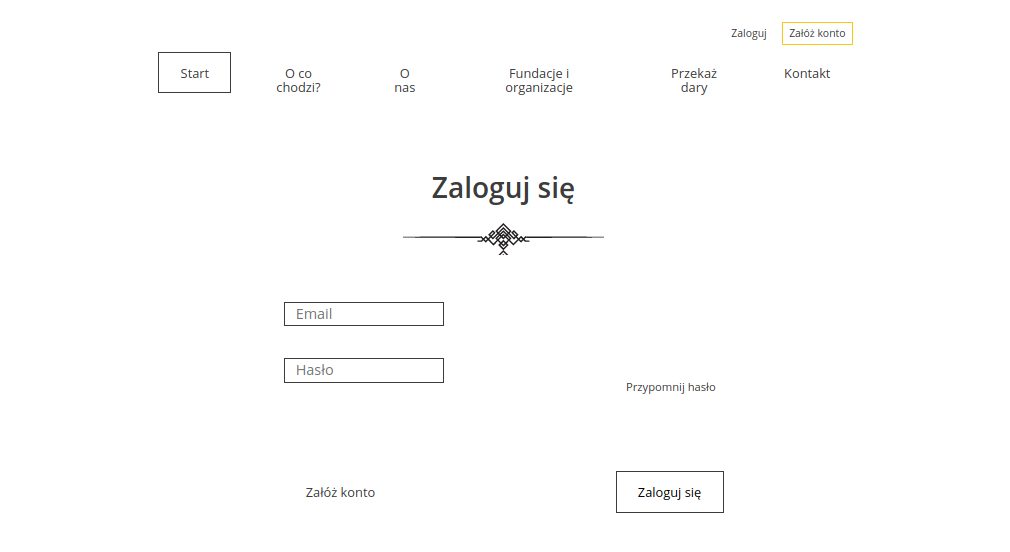 Zaloguj
Załóż konto
Start
O co
chodzi?
O
nas
Fundacje i
organizacje
Przekaż
dary
Kontakt
Zaloguj się
Email
Hasło
Przypomnij hasło
Załóż konto
Zaloguj się